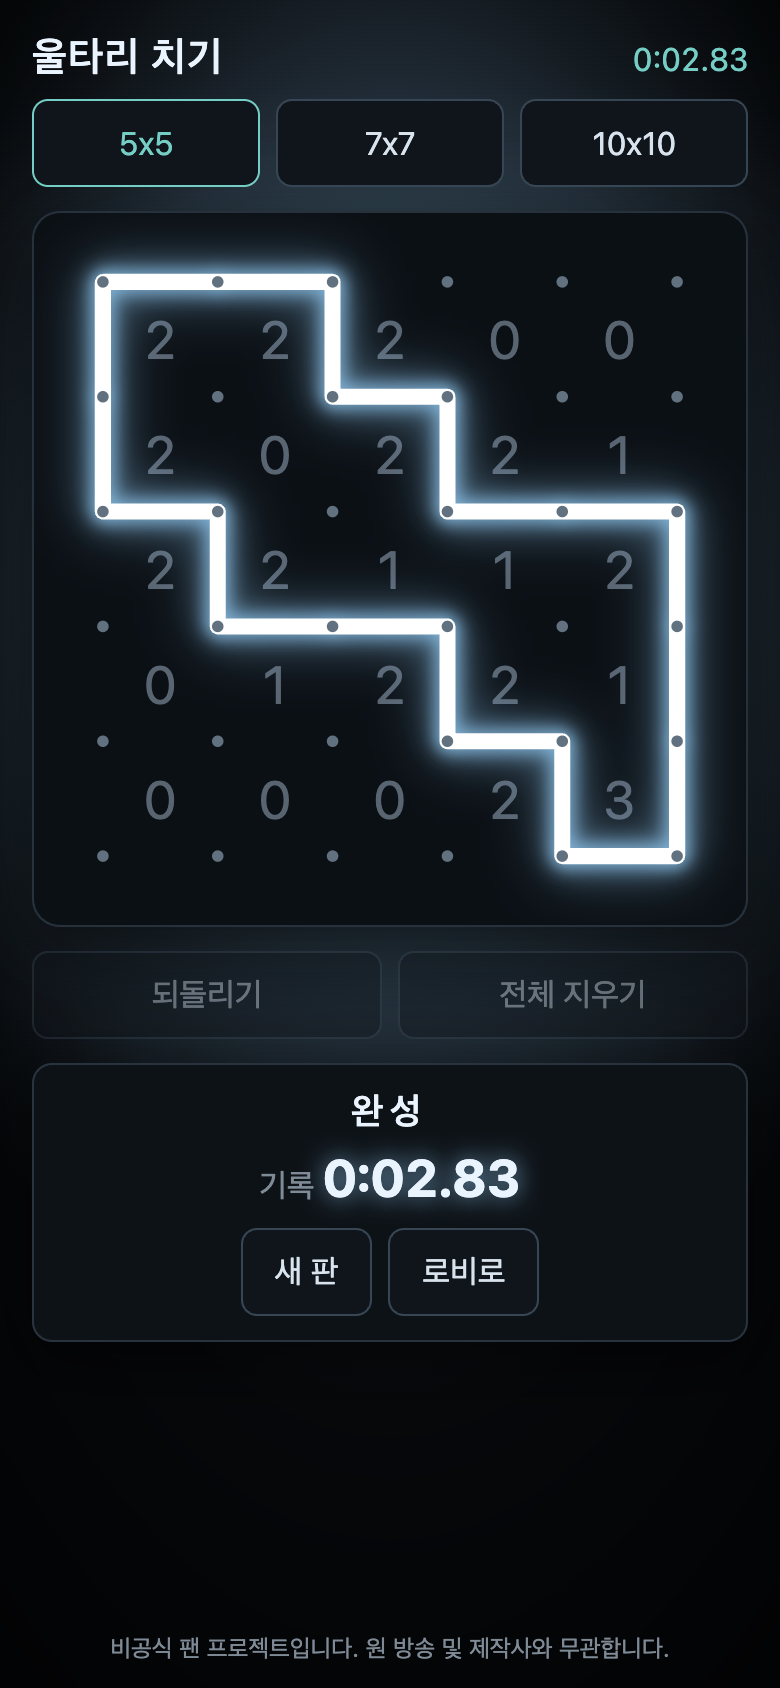 울타리 치기 0:02.83
5x5 7x7 10x10
2 2 2 0 0
2 0 2 2 1
2 2 1 1 2
0 1 2 2 1
0 0 0 2 3
되돌리기 전체 지우기
완성
기록 0:02.83
새 판 로비로
비공식 팬 프로젝트입니다. 원 방송 및 제작사와 무관합니다.